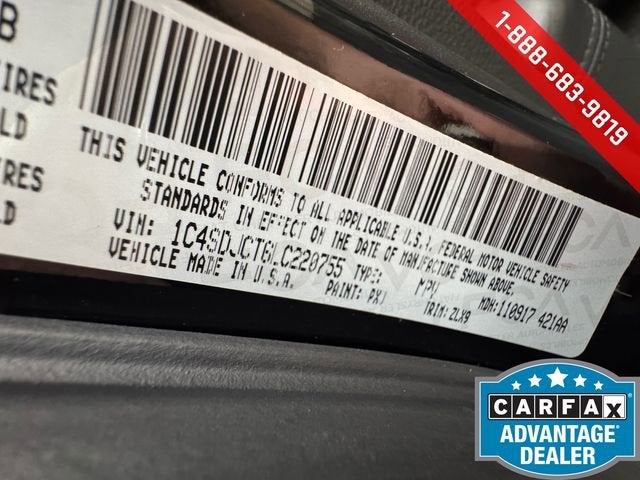 B
IRES
LD
IRES
LD
1-888-683-9819
THIS VEHICLE CONFORMS TO ALL APPLICABLE U.S.FEDERAL MOTOR VEHICLE SAFETY
STANDARDS IN EFFECT ON THE DATE OF MANUFACTURE SHOWN ABOVE.
VIN: 1C4SDJCT6LC220755 TYPE: MPV MDH:110917 421AA
VEHICLE MADE IN U.S.A. PAINT: PXJ TRIM:2LX9
CARFAX
ADVANTAGE
DEALER